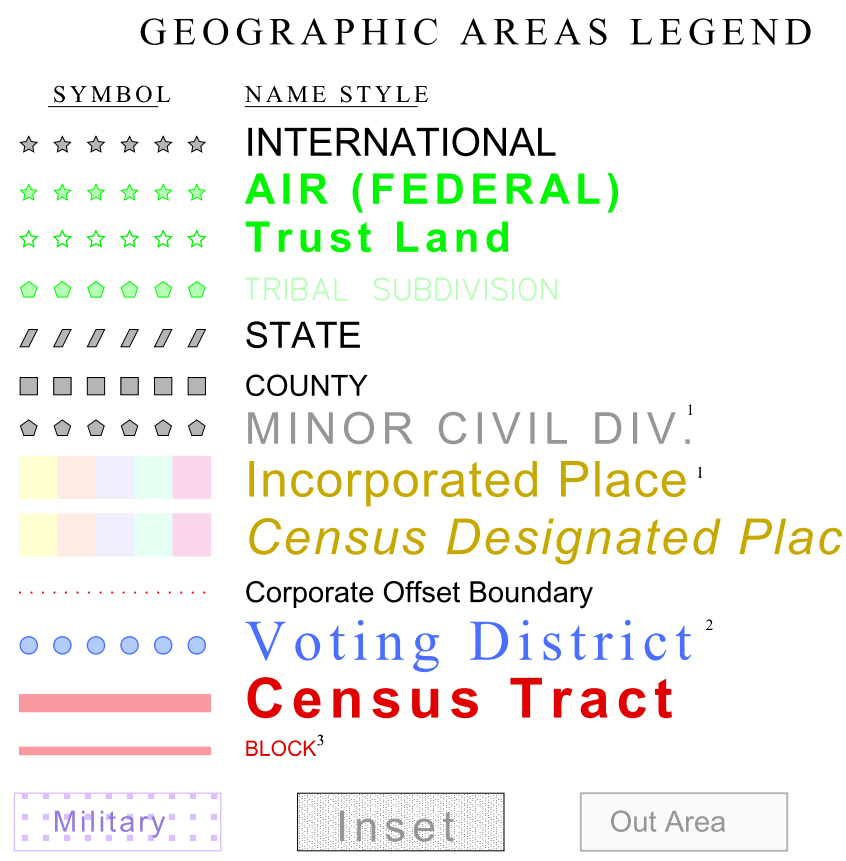 GEOGRAPHIC AREAS LEGEND
SYMBOL NAME STYLE
INTERNATIONAL
AIR (FEDERAL)
Trust Land
TRIBAL SUBDIVISION
STATE
COUNTY
MINOR CIVIL DIV.¹
Incorporated Place ¹
Census Designated Plac
Corporate Offset Boundary
Voting District ²
Census Tract
BLOCK³
Military Inset Out Area